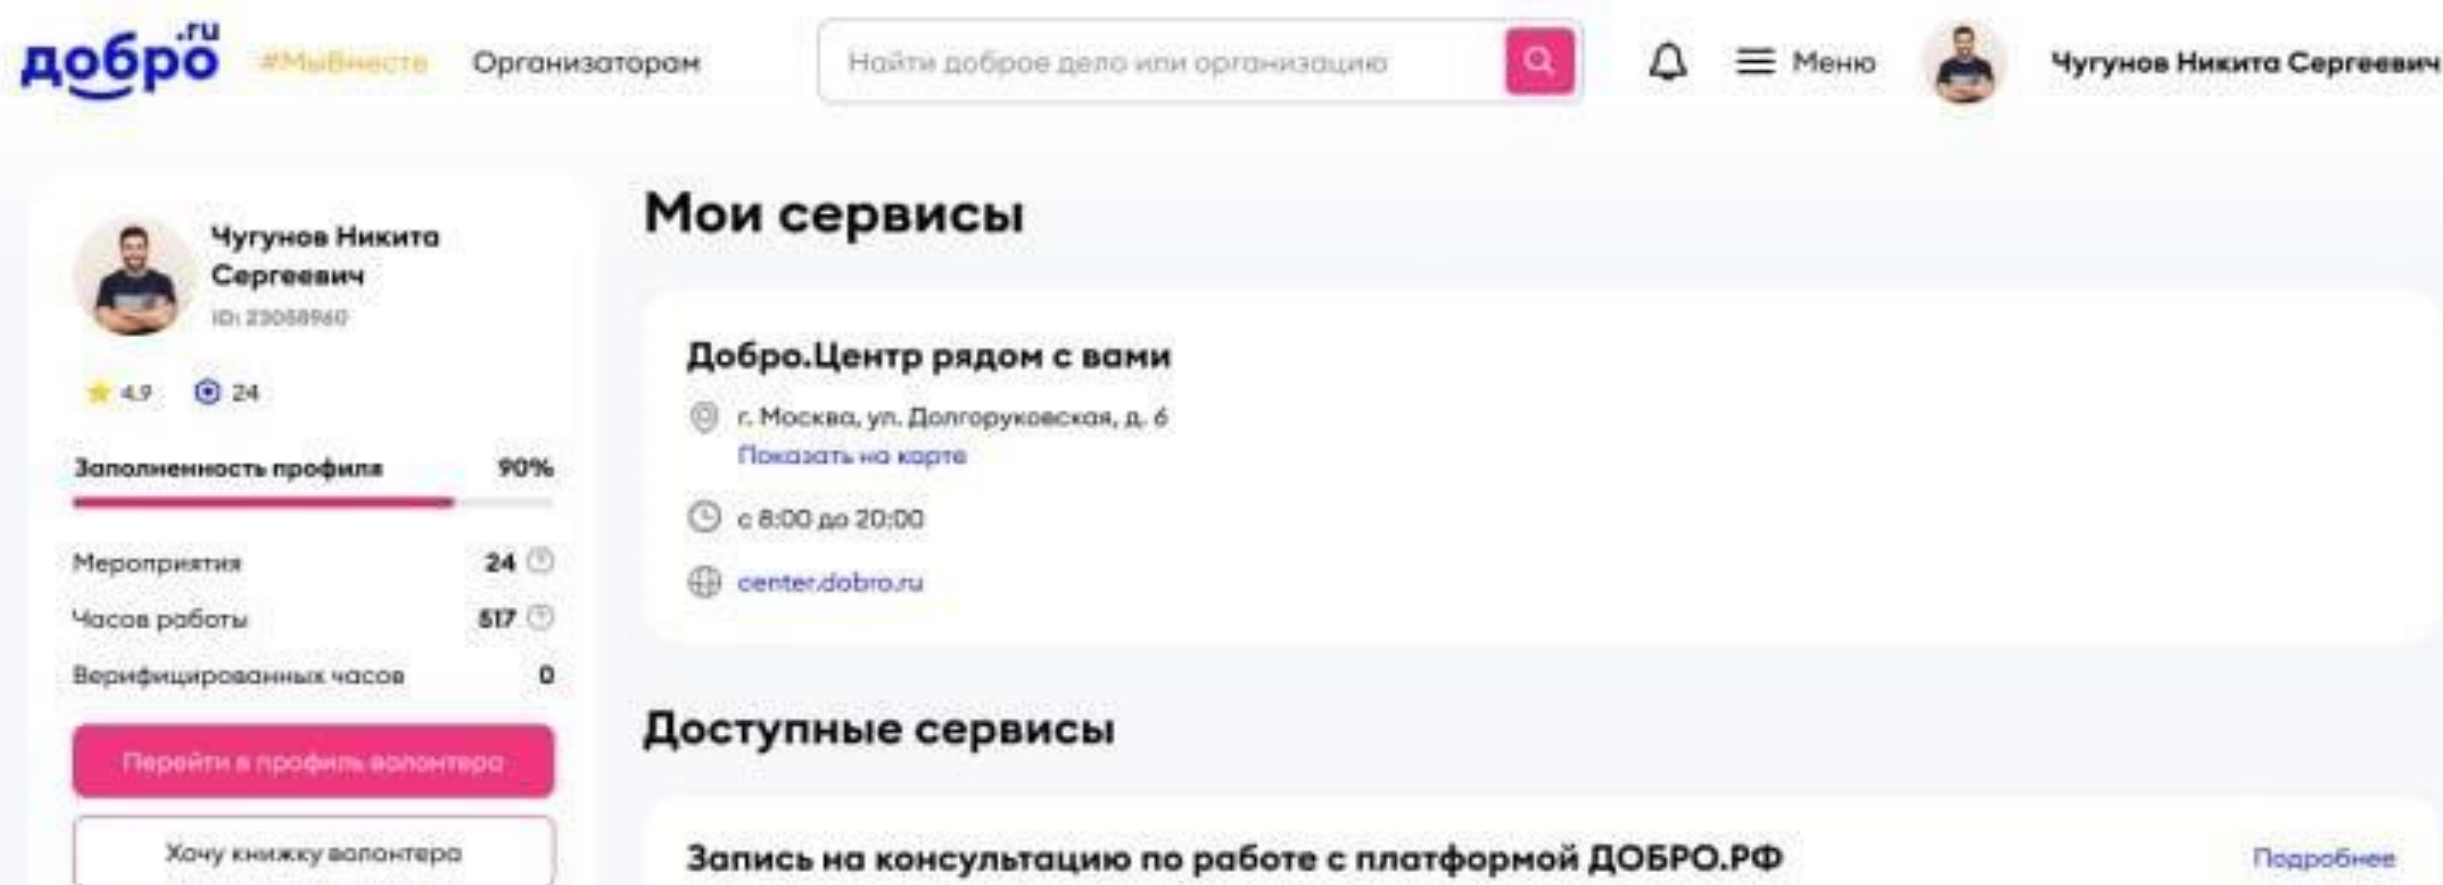 добро.ru
#МыВместе
Организаторам
Найти доброе дело или организацию
Меню
Чугунов Никита Сергеевич
Чугунов Никита
Сергеевич
ID: 23058960
4.9
24
Заполненность профиля 90%
Мероприятия 24
Часов работы 517
Верифицированных часов 0
Перейти в профиль волонтера
Хочу книжку волонтера
Мои сервисы
Добро.Центр рядом с вами
г. Москва, ул. Долгоруковская, д. 6
Показать на карте
с 8:00 до 20:00
center.dobro.ru
Доступные сервисы
Запись на консультацию по работе с платформой ДОБРО.РФ
Подробнее